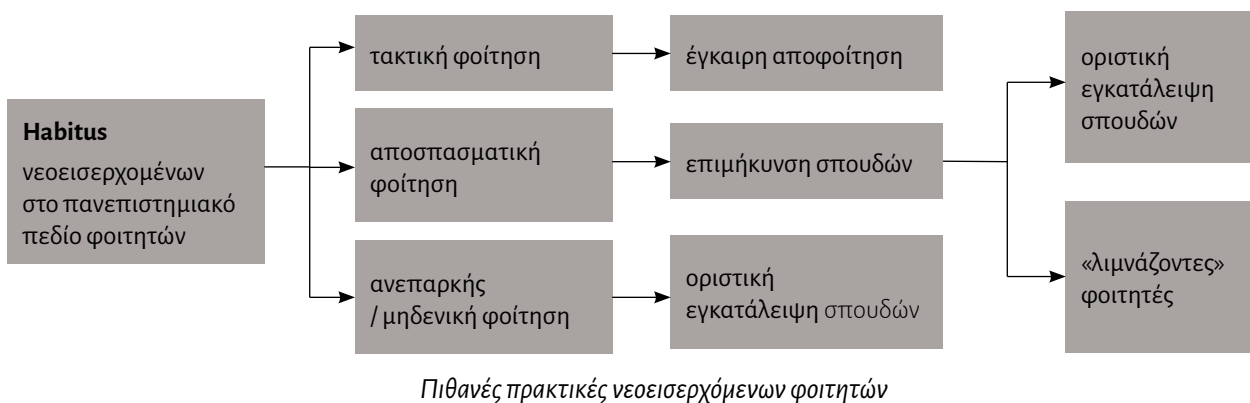 Habitus
νεοεισερχομένων
στο πανεπιστημιακό
πεδίο φοιτητών
τακτική φοίτηση
έγκαιρη αποφοίτηση
αποσπασματική
φοίτηση
επιμήκυνση σπουδών
ανεπαρκής
/ μηδενική φοίτηση
οριστική
εγκατάλειψη σπουδών
οριστική
εγκατάλειψη
σπουδών
«λιμνάζοντες»
φοιτητές
Πιθανές πρακτικές νεοεισερχόμενων φοιτητών